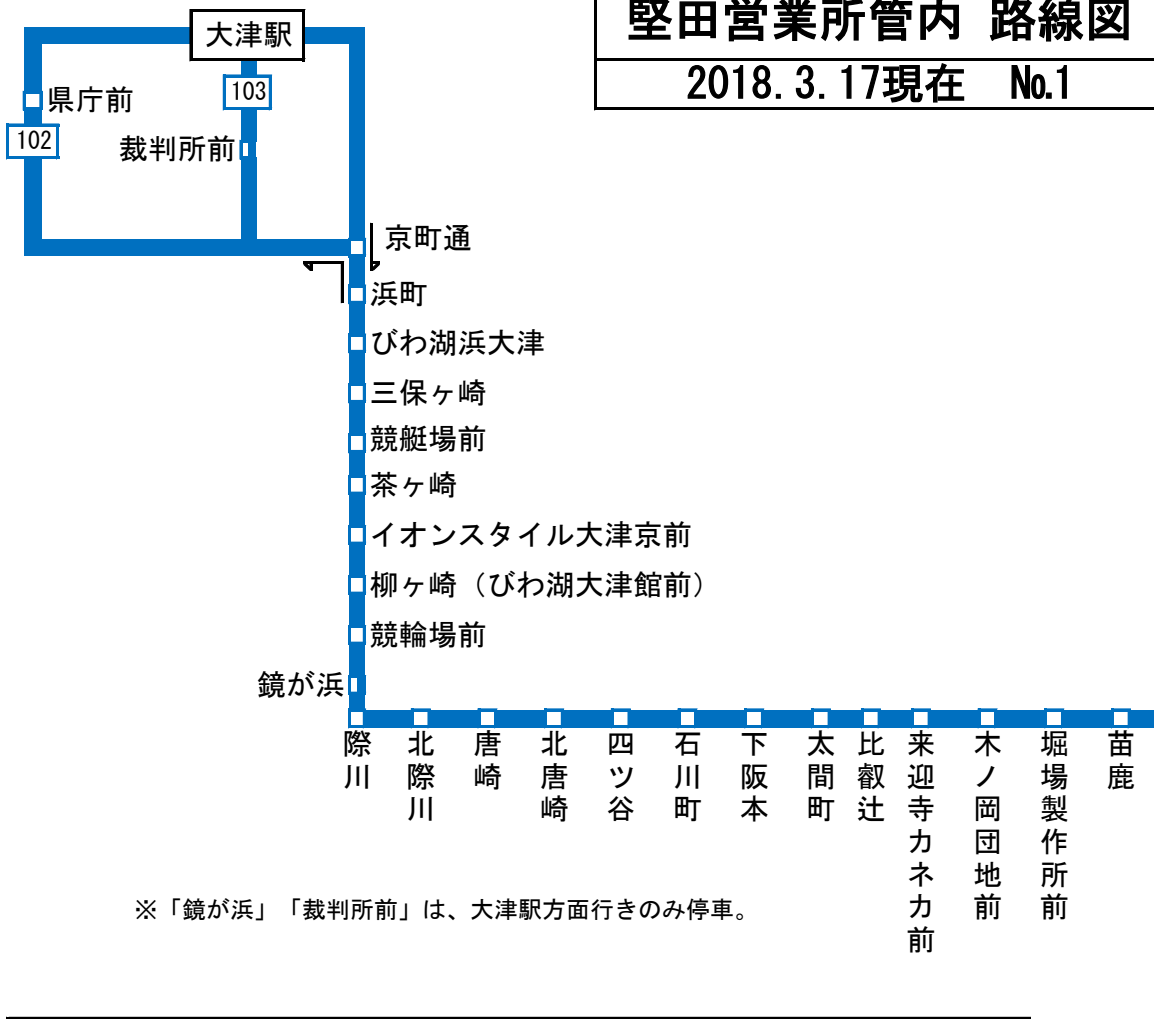 堅田営業所管内 路線図
2018.3.17現在 №1
大津駅
県庁前
103
102
裁判所前
京町通
浜町
びわ湖浜大津
三保ヶ崎
競艇場前
茶ヶ崎
イオンスタイル大津京前
柳ヶ崎（びわ湖大津館前）
競輪場前
鏡が浜
際川
北際川
唐崎
北唐崎
四ツ谷
石川町
下阪本
太間町
比叡辻
来迎寺カネカ前
木ノ岡団地前
堀場製作所前
苗鹿
※「鏡が浜」「裁判所前」は、大津駅方面行きのみ停車。